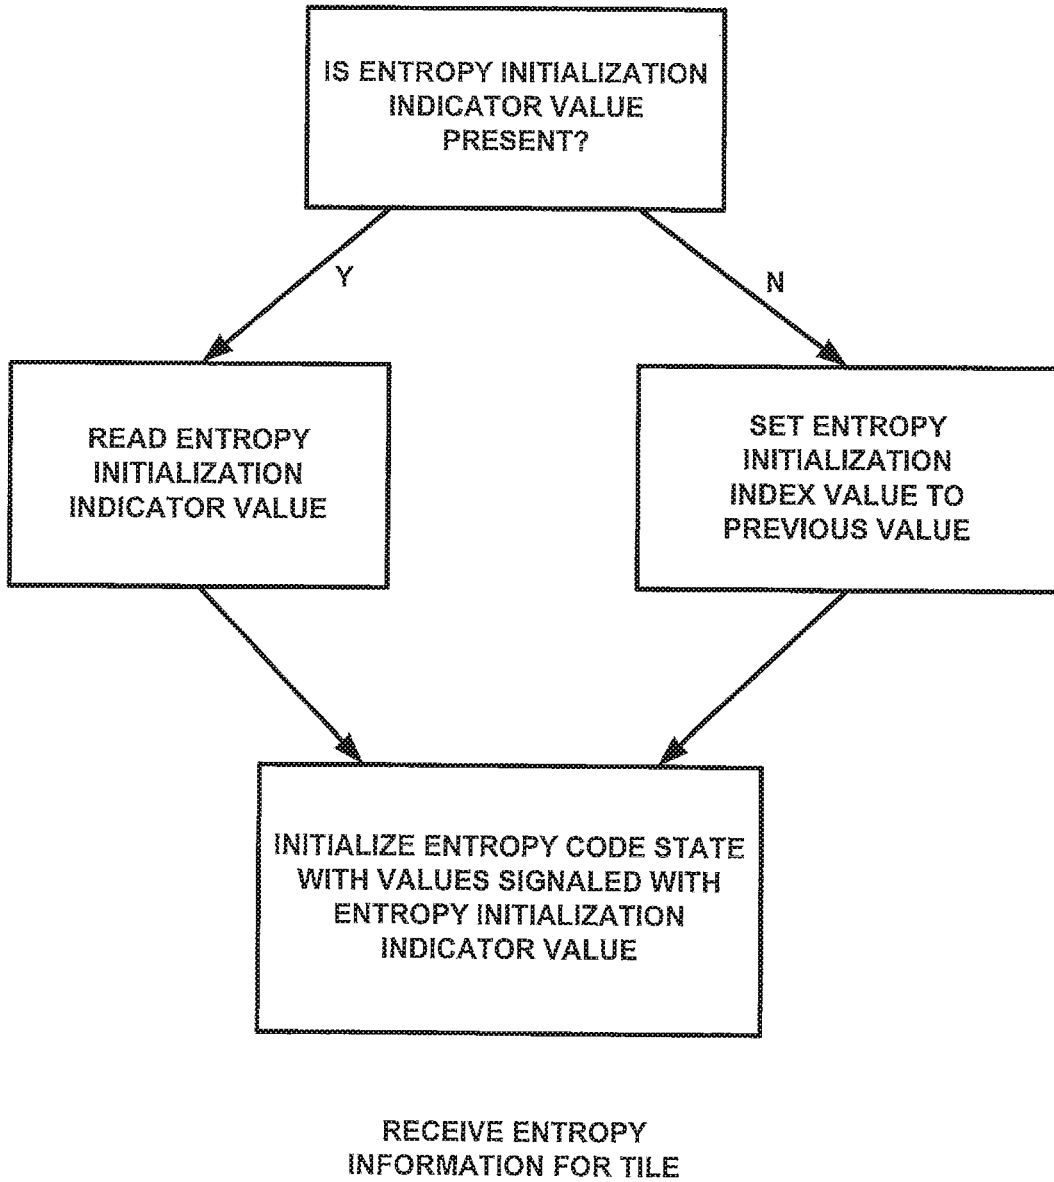 IS ENTROPY INITIALIZATION
INDICATOR VALUE
PRESENT?
Y
N
READ ENTROPY
INITIALIZATION
INDICATOR VALUE
SET ENTROPY
INITIALIZATION
INDEX VALUE TO
PREVIOUS VALUE
INITIALIZE ENTROPY CODE STATE
WITH VALUES SIGNALED WITH
ENTROPY INITIALIZATION
INDICATOR VALUE
RECEIVE ENTROPY
INFORMATION FOR TILE